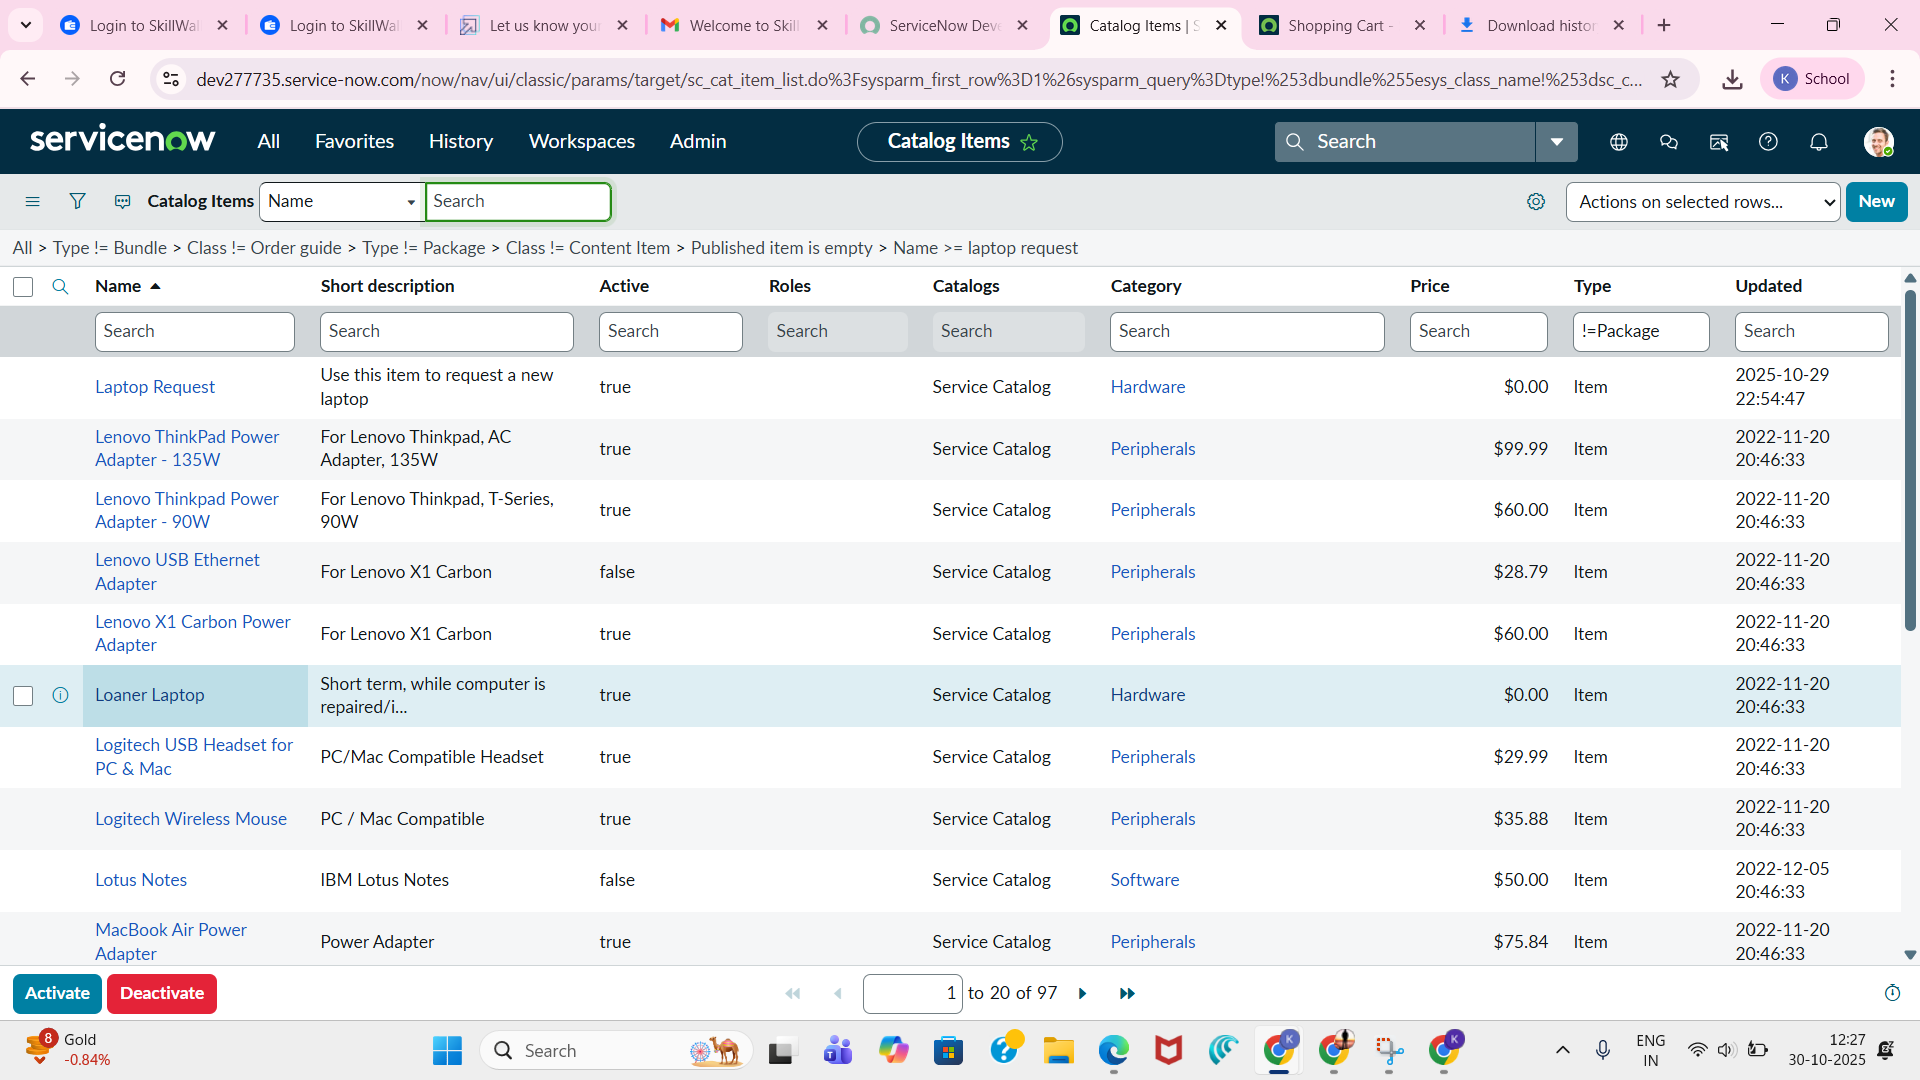 Login to SkillWal
Login to SkillWal
Let us know your
Welcome to Skill
ServiceNow Deve
Catalog Items | S
Shopping Cart -
Download histor
dev277735.service-now.com/now/nav/ui/classic/params/target/sc_cat_item_list.do%3Fsysparm_first_row%3D1%26sysparm_query%3Dtype!%253dbundle%255esys_class_name!%253dsc_c...
K School
servicenow All Favorites History Workspaces Admin Catalog Items Search
Catalog Items Name Search Actions on selected rows... New
All > Type != Bundle > Class != Order guide > Type != Package > Class != Content Item > Published item is empty > Name >= laptop request
Name Short description Active Roles Catalogs Category Price Type Updated
Search Search Search Search Search Search Search !=Package Search
Laptop Request Use this item to request a new laptop true Service Catalog Hardware $0.00 Item 2025-10-29 22:54:47
Lenovo ThinkPad Power Adapter - 135W For Lenovo Thinkpad, AC Adapter, 135W true Service Catalog Peripherals $99.99 Item 2022-11-20 20:46:33
Lenovo Thinkpad Power Adapter - 90W For Lenovo Thinkpad, T-Series, 90W true Service Catalog Peripherals $60.00 Item 2022-11-20 20:46:33
Lenovo USB Ethernet Adapter For Lenovo X1 Carbon false Service Catalog Peripherals $28.79 Item 2022-11-20 20:46:33
Lenovo X1 Carbon Power Adapter For Lenovo X1 Carbon true Service Catalog Peripherals $60.00 Item 2022-11-20 20:46:33
Loaner Laptop Short term, while computer is repaired/i... true Service Catalog Hardware $0.00 Item 2022-11-20 20:46:33
Logitech USB Headset for PC & Mac PC/Mac Compatible Headset true Service Catalog Peripherals $29.99 Item 2022-11-20 20:46:33
Logitech Wireless Mouse PC / Mac Compatible true Service Catalog Peripherals $35.88 Item 2022-11-20 20:46:33
Lotus Notes IBM Lotus Notes false Service Catalog Software $50.00 Item 2022-12-05 20:46:33
MacBook Air Power Adapter Power Adapter true Service Catalog Peripherals $75.84 Item 2022-11-20 20:46:33
Activate Deactivate 1 to 20 of 97
8 Gold
-0.84%
Search
ENG
IN
12:27
30-10-2025